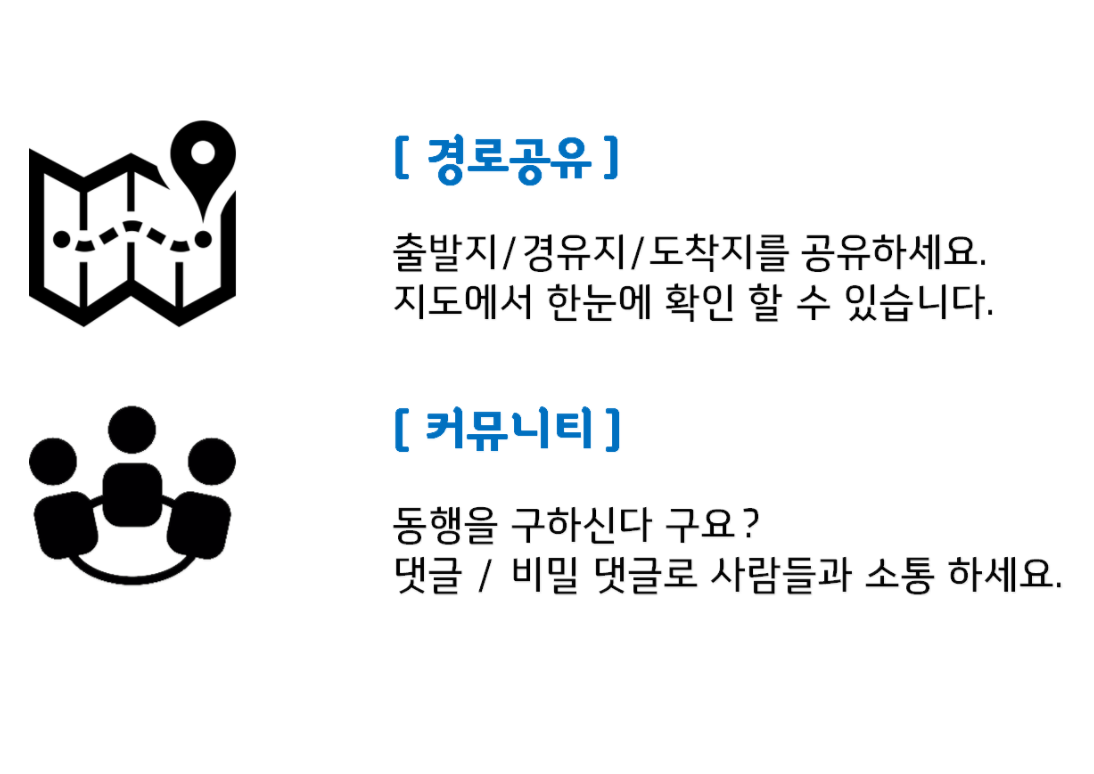 [ 경로공유 ]
출발지/경유지/도착지를 공유하세요.
지도에서 한눈에 확인 할 수 있습니다.
[ 커뮤니티 ]
동행을 구하신다 구요?
댓글 / 비밀 댓글로 사람들과 소통 하세요.